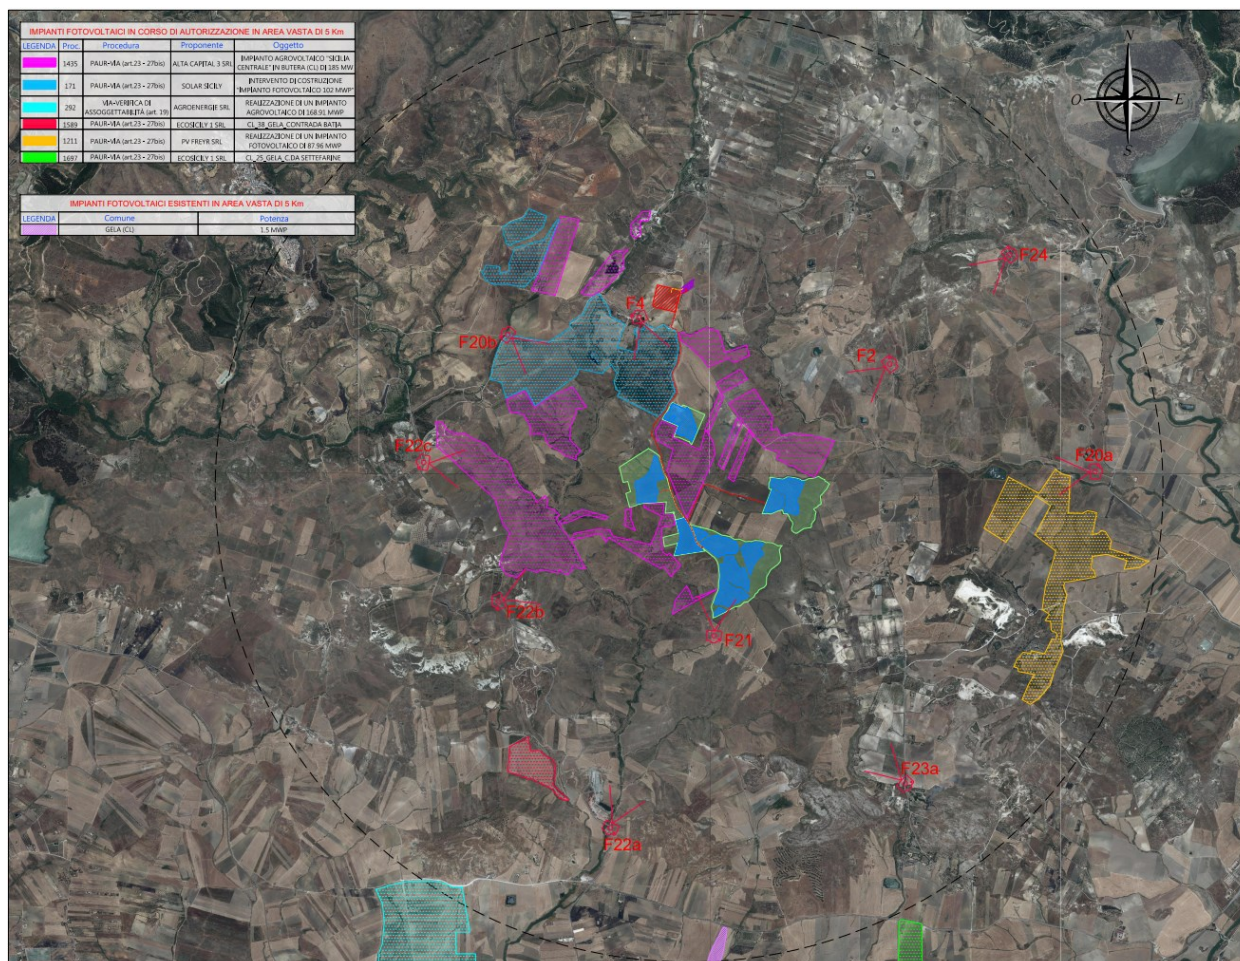 IMPIANTI FOTOVOLTAICI IN CORSO DI AUTORIZZAZIONE IN AREA VASTA DI 5 Km
LEGENDA Proc. Procedura Proponente Oggetto
1435 PAUR-VIA (art.23 - 27bis) ALTA CAPITAL 3 SRL IMPIANTO AGROVOLTAICO "SICILIA
CENTRALE" IN BUTERA (CL) DI 185 MW
171 PAUR-VIA (art.23 - 27bis) SOLAR SICILY INTERVENTO DI COSTRUZIONE
"IMPIANTO FOTOVOLTAICO 102 MWP"
292 VIA-VERIFICA DI
ASSOGGETTABILITÀ (art. 19) AGROENERGIE SRL REALIZZAZIONE DI UN IMPIANTO
AGROVOLTAICO DI 168.91 MWP
1589 PAUR-VIA (art.23 - 27bis) ECOSICILY 1 SRL CL_38_GELA_CONTRADA BATIA
1211 PAUR-VIA (art.23 - 27bis) PV FREYR SRL REALIZZAZIONE DI UN IMPIANTO
FOTOVOLTAICO DI 87.96 MWP
1697 PAUR-VIA (art.23 - 27bis) ECOSICILY 1 SRL CL_25_GELA_C.DA SETTEFARINE
IMPIANTI FOTOVOLTAICI ESISTENTI IN AREA VASTA DI 5 Km
LEGENDA Comune Potenza
GELA (CL) 1.5 MWP
N
O E
S
F24
F4
F20b
F2
F22c
F20a
F22b
F21
F23a
F22a